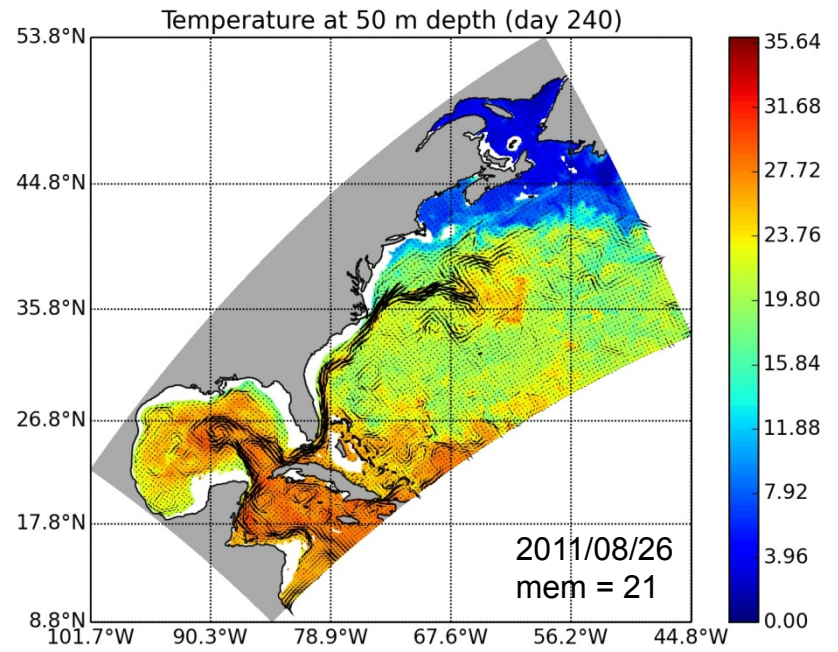 Temperature at 50 m depth (day 240)
53.8°N
44.8°N
35.8°N
26.8°N
17.8°N
8.8°N
101.7°W 90.3°W 78.9°W 67.6°W 56.2°W 44.8°W
2011/08/26
mem = 21
35.64
31.68
27.72
23.76
19.80
15.84
11.88
7.92
3.96
0.00